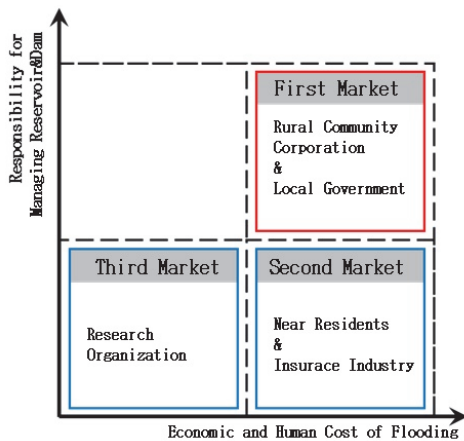 Responsibility for
Managing Reservoir&Dam
First Market
Rural Community
Corporation
&
Local Government
Third Market
Research
Organization
Second Market
Near Residents
&
Insurace Industry
Economic and Human Cost of Flooding